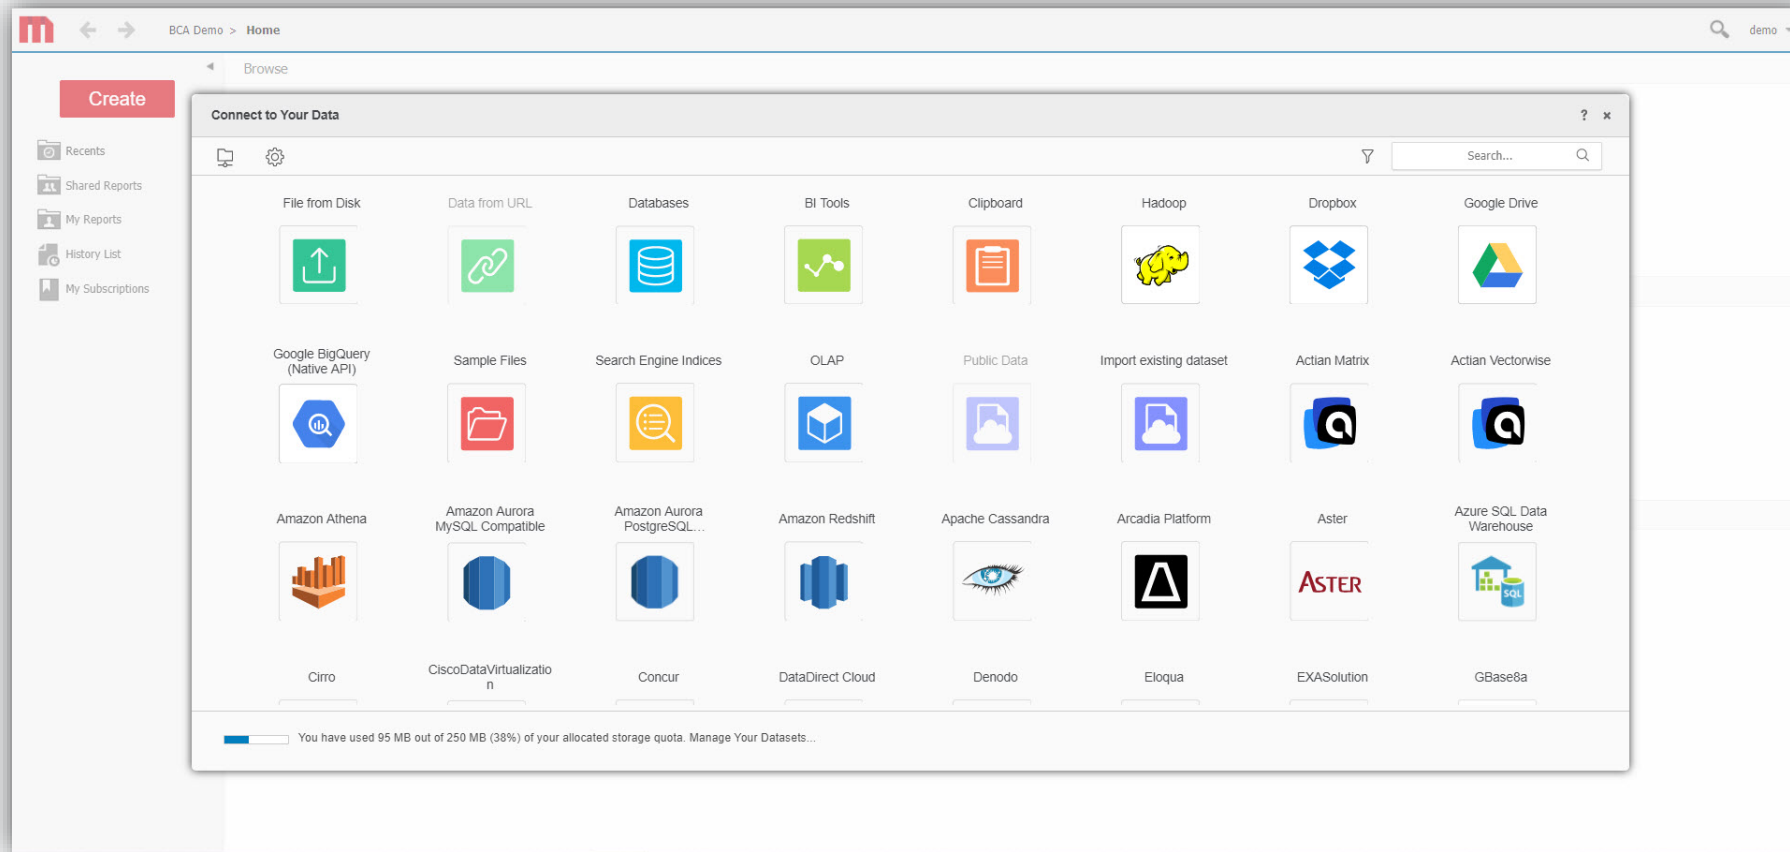 BCA Demo > Home
demo
Browse
Create
Connect to Your Data
?
Recents
Shared Reports
My Reports
History List
My Subscriptions
Search...
File from Disk
Data from URL
Databases
BI Tools
Clipboard
Hadoop
Dropbox
Google Drive
Google BigQuery
(Native API)
Sample Files
Search Engine Indices
OLAP
Public Data
Import existing dataset
Actian Matrix
Actian Vectorwise
Amazon Athena
Amazon Aurora
MySQL Compatible
Amazon Aurora
PostgreSQL...
Amazon Redshift
Apache Cassandra
Arcadia Platform
Aster
Azure SQL Data
Warehouse
ASTER
SQL
Cirro
CiscoDataVirtualizatio
n
Concur
DataDirect Cloud
Denodo
Eloqua
EXASolution
GBase8a
You have used 95 MB out of 250 MB (38%) of your allocated storage quota. Manage Your Datasets...